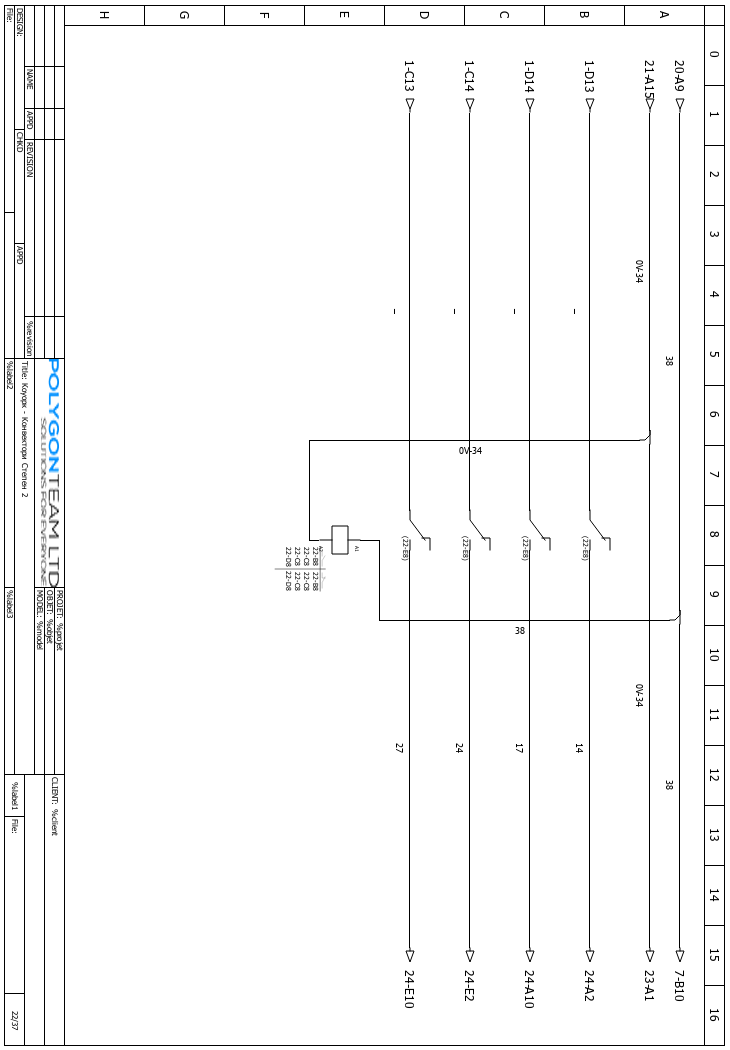 0 1 2 3 4 5 6 7 8 9 10 11 12 13 14 15 16
A
B
C
D
E
F
G
H
20-A9
38
38
7-B10
21-A15
0V-34
0V-34
23-A1
1-D13
-
(22-E8)
14
24-A2
1-D14
-
(22-E8)
17
24-A10
1-C14
-
0V-34
(22-E8)
38
24
24-E2
1-C13
-
(22-E8)
27
24-E10
A1
A2
22-B8 22-B8
22-C8 22-C8
22-C8 22-C8
22-D8 22-D8
NAME
APPD
REVISION
%revision
DESIGN:
CHKD
APPD
File:
POLYGONTEAM LTD
SOLUTIONS FOR EVERYONE
Title: Коуорк - Конвектори Степен 2
%label2
PROJET: %projet
OBJET: %objet
MODEL: %model
%label3
CLIENT: %client
%label1
File:
22/37